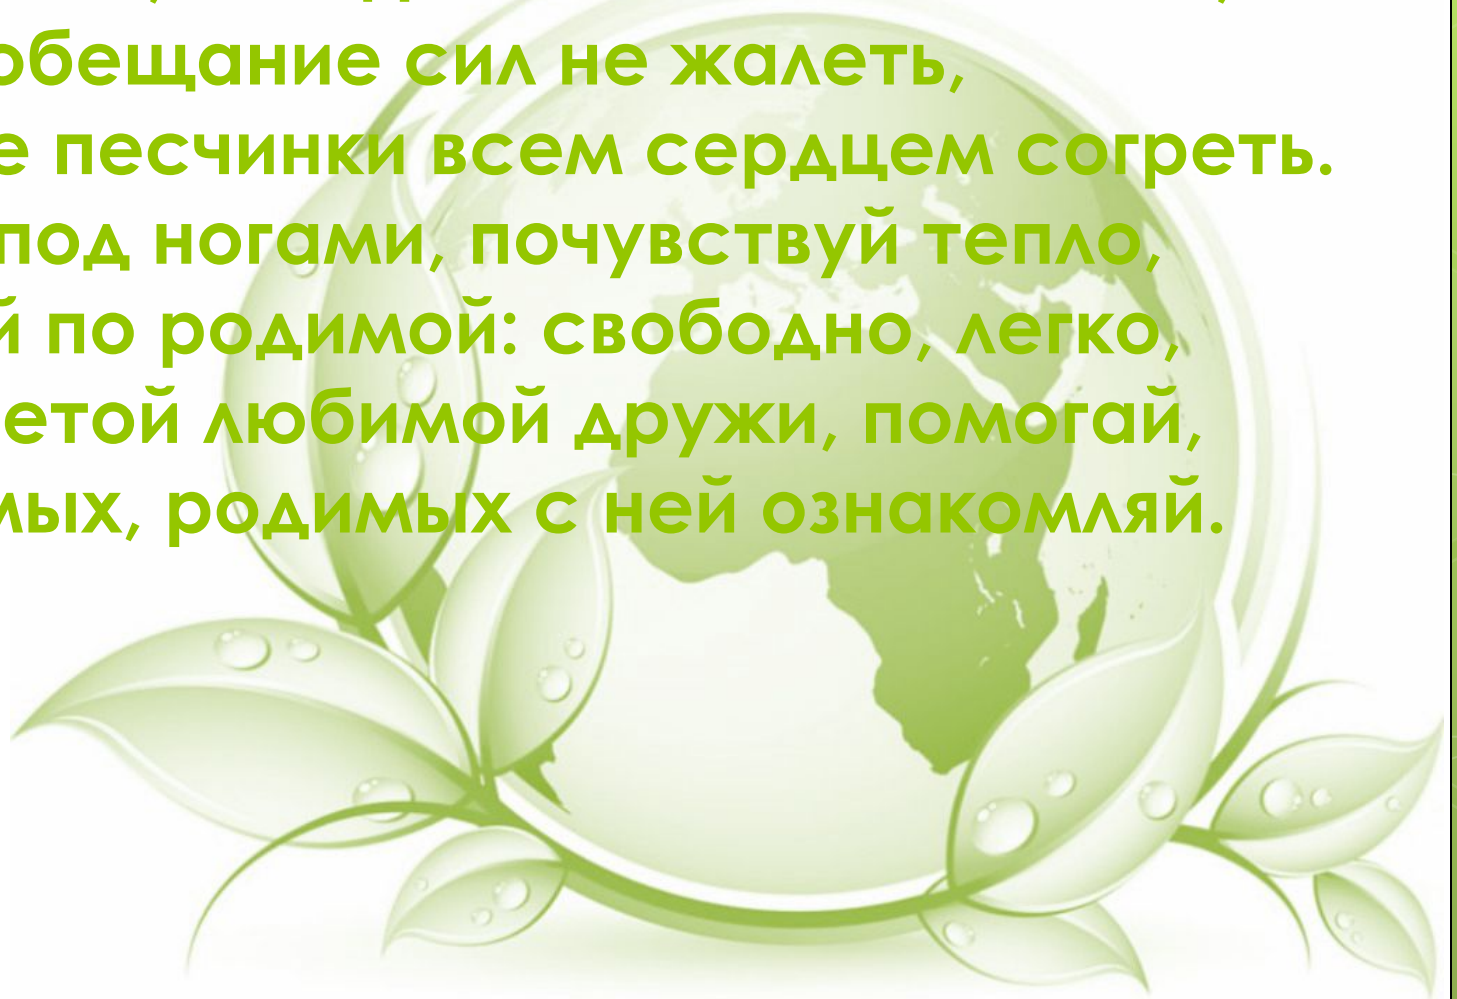 обещание сил не жалеть,
е песчинки всем сердцем согреть.
под ногами, почувствуй тепло,
й по родимой: свободно, легко,
етой любимой дружи, помогай,
мых, родимых с ней ознакомляй.